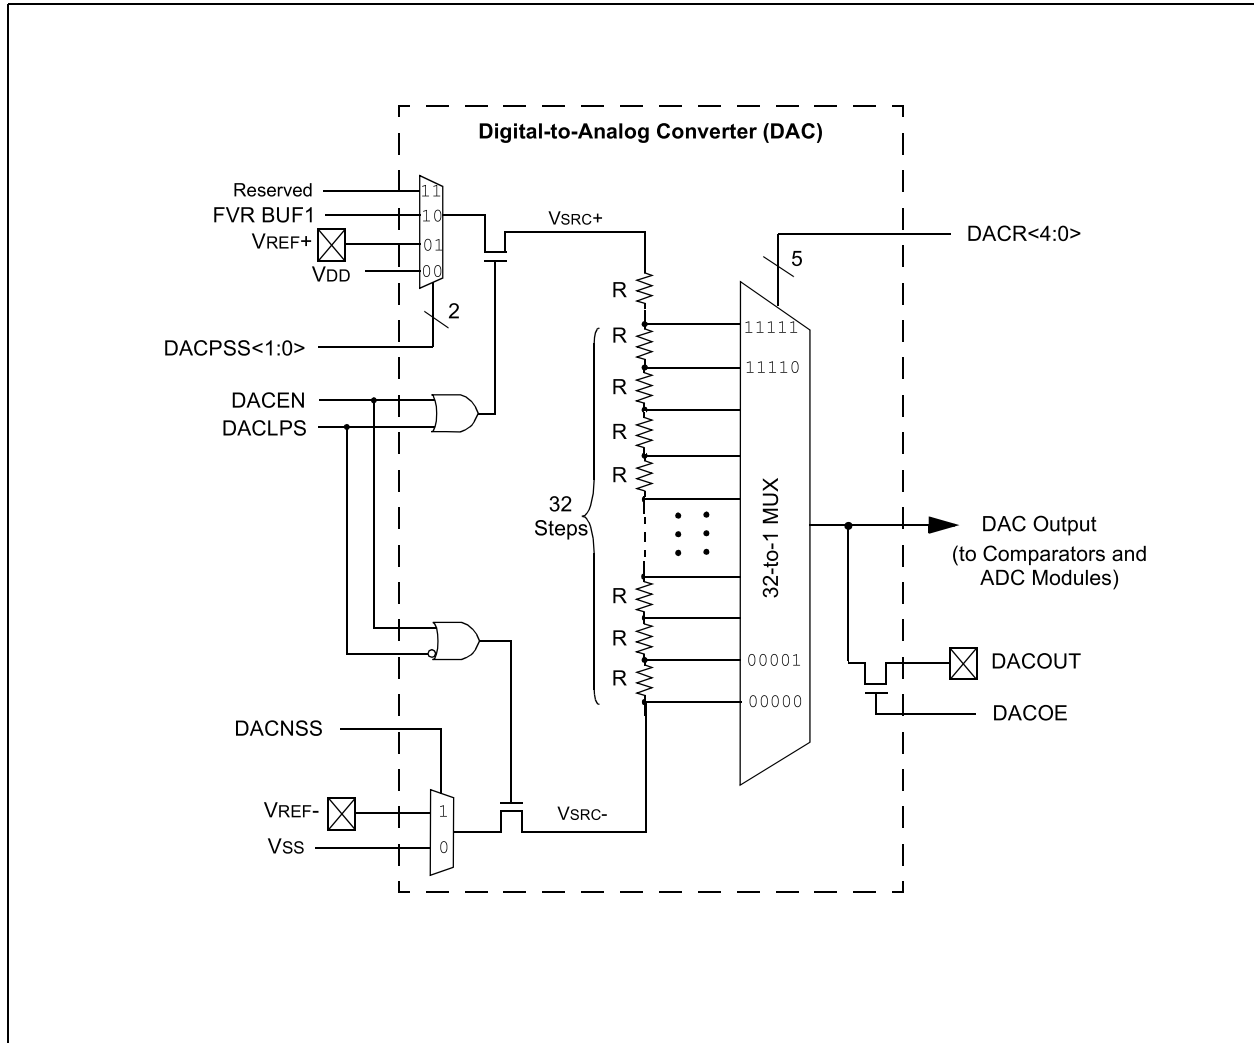 Digital-to-Analog Converter (DAC)
Reserved
11
FVR BUF1
10
VREF+
01
VDD
00
2
DACPSS<1:0>
DACEN
DACLPS
VSRC+
R
R
R
R
R
32
Steps
R
R
R
DACR<4:0>
5
11111
11110
32-to-1 MUX
00001
00000
DAC Output
(to Comparators and
ADC Modules)
DACOUT
DACOE
DACNSS
VREF-
1
VSS
0
VSRC-